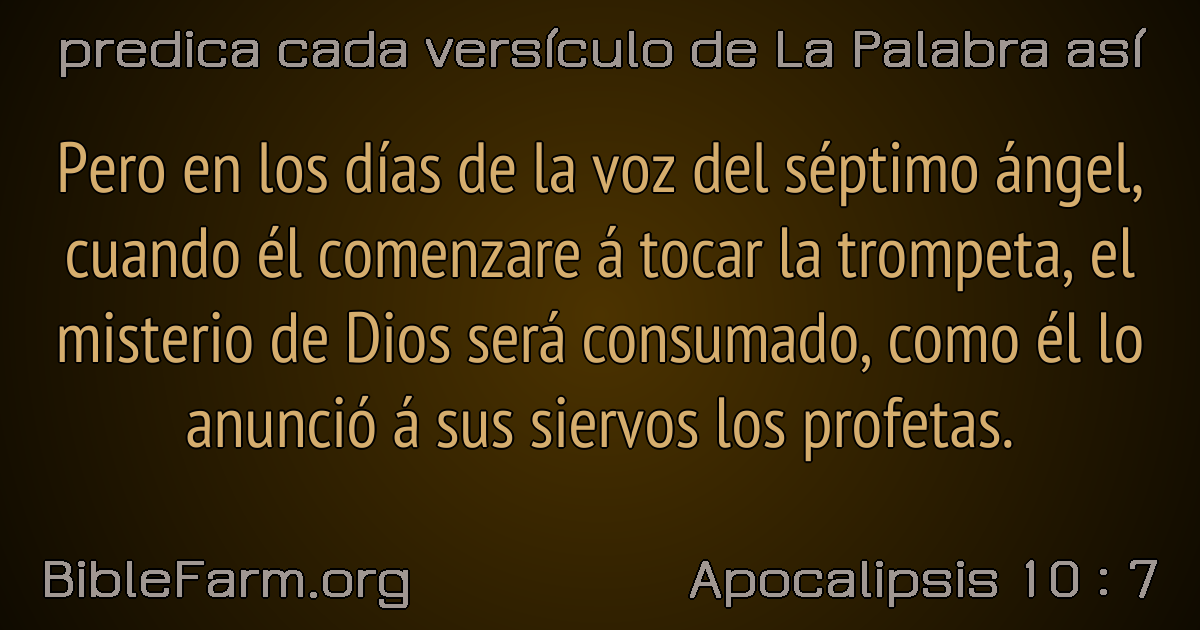 predica cada versículo de La Palabra así
Pero en los días de la voz del séptimo ángel,
cuando él comenzare á tocar la trompeta, el
misterio de Dios será consumado, como él lo
anunció á sus siervos los profetas.
BibleFarm.org
Apocalipsis 10 : 7